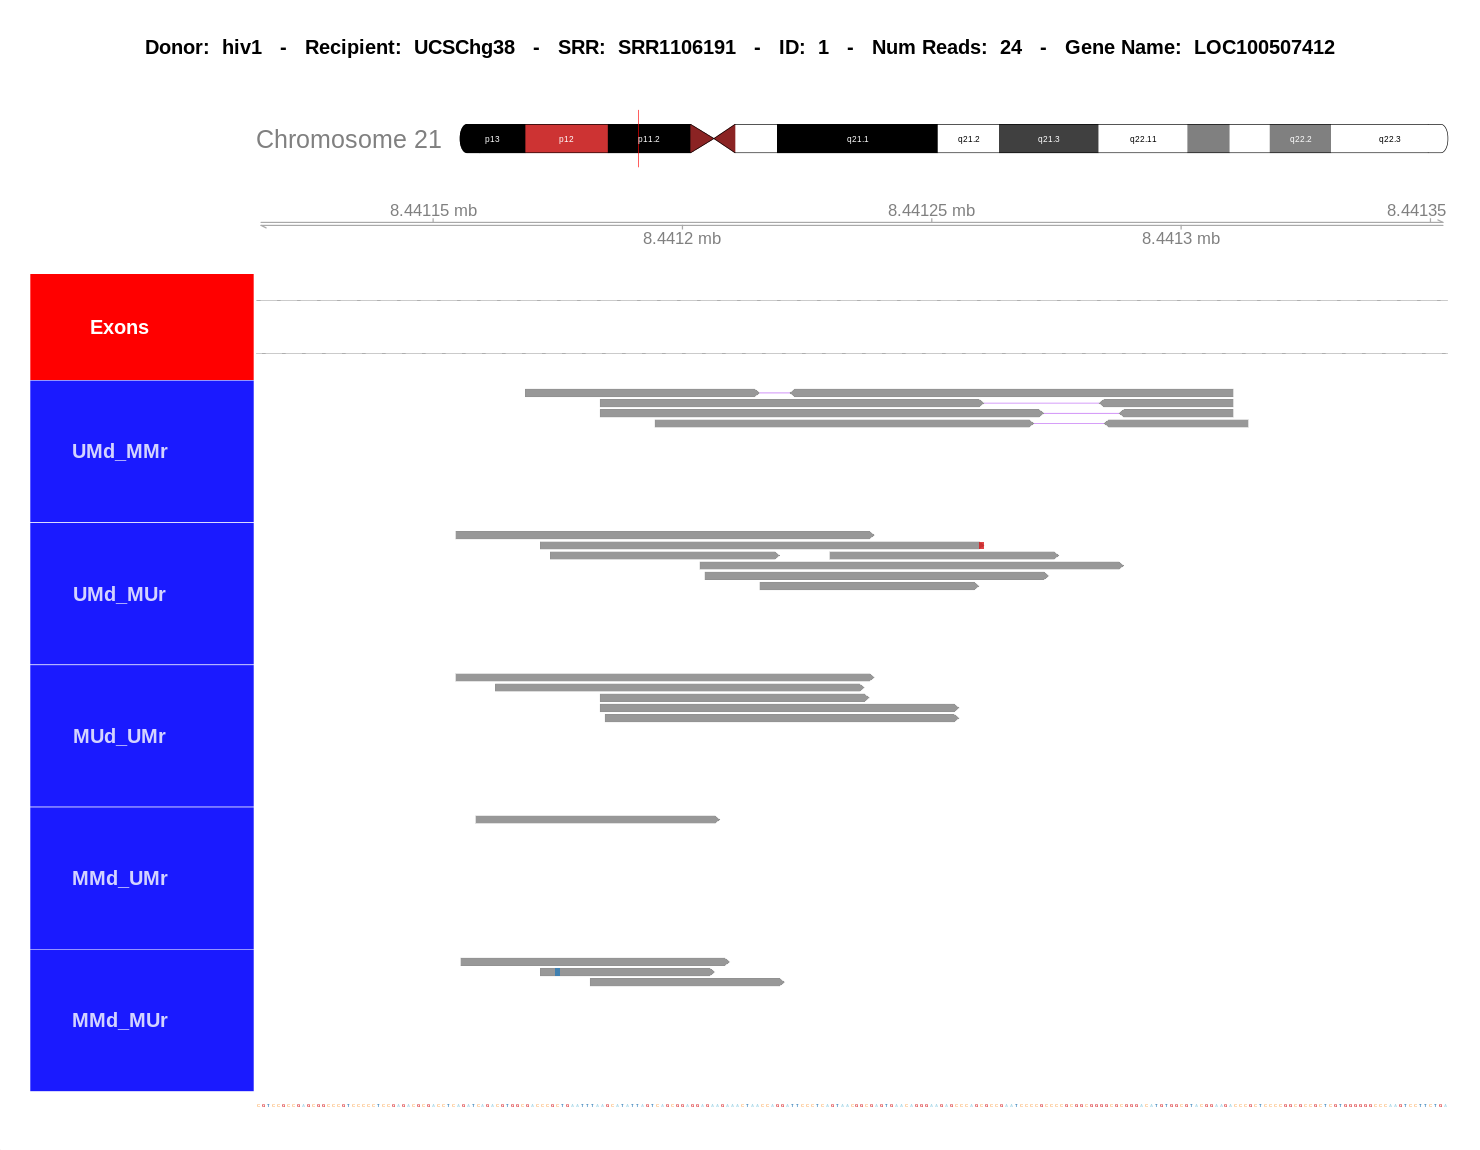 Donor: hiv1 - Recipient: UCSChg38 - SRR: SRR1106191 - ID: 1 - Num Reads: 24 - Gene Name: LOC100507412
Chromosome 21
p13 p12 p11.2 q21.1 q21.2 q21.3 q22.11 q22.2 q22.3
8.44115 mb 8.44125 mb 8.44135
8.4412 mb 8.4413 mb
Exons
UMd_MMr
UMd_MUr
MUd_UMr
MMd_UMr
MMd_MUr